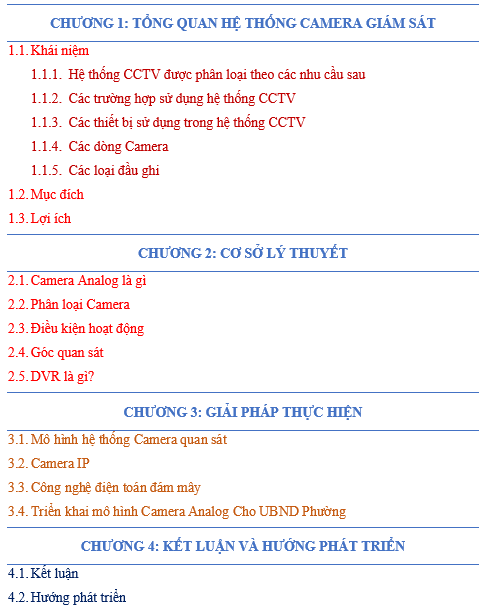 CHƯƠNG 1: TỔNG QUAN HỆ THỐNG CAMERA GIÁM SÁT
1.1. Khái niệm
1.1.1. Hệ thống CCTV được phân loại theo các nhu cầu sau
1.1.2. Các trường hợp sử dụng hệ thống CCTV
1.1.3. Các thiết bị sử dụng trong hệ thống CCTV
1.1.4. Các dòng Camera
1.1.5. Các loại đầu ghi
1.2. Mục đích
1.3. Lợi ích
CHƯƠNG 2: CƠ SỞ LÝ THUYẾT
2.1. Camera Analog là gì
2.2. Phân loại Camera
2.3. Điều kiện hoạt động
2.4. Góc quan sát
2.5. DVR là gì?
CHƯƠNG 3: GIẢI PHÁP THỰC HIỆN
3.1. Mô hình hệ thống Camera quan sát
3.2. Camera IP
3.3. Công nghệ điện toán đám mây
3.4. Triển khai mô hình Camera Analog Cho UBND Phường
CHƯƠNG 4: KẾT LUẬN VÀ HƯỚNG PHÁT TRIỂN
4.1. Kết luận
4.2. Hướng phát triển